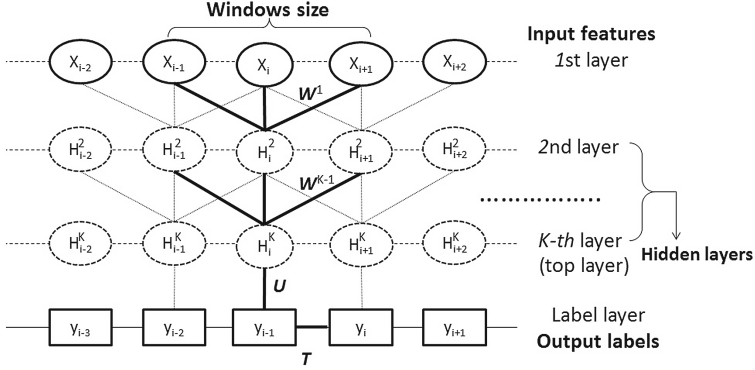 Windows size
Input features
X i-2 X i-1 X i X i+1 X i+2
1st layer
W 1
H 2 i-2 H 2 i-1 H 2 i H 2 i+1 H 2 i+2
2nd layer
W K-1
H K i-2 H K i-1 H K i H K i+1 H K i+2
K-th layer
(top layer)
Hidden layers
U
Label layer
y i-3 y i-2 y i-1 y i y i+1
Output labels
T